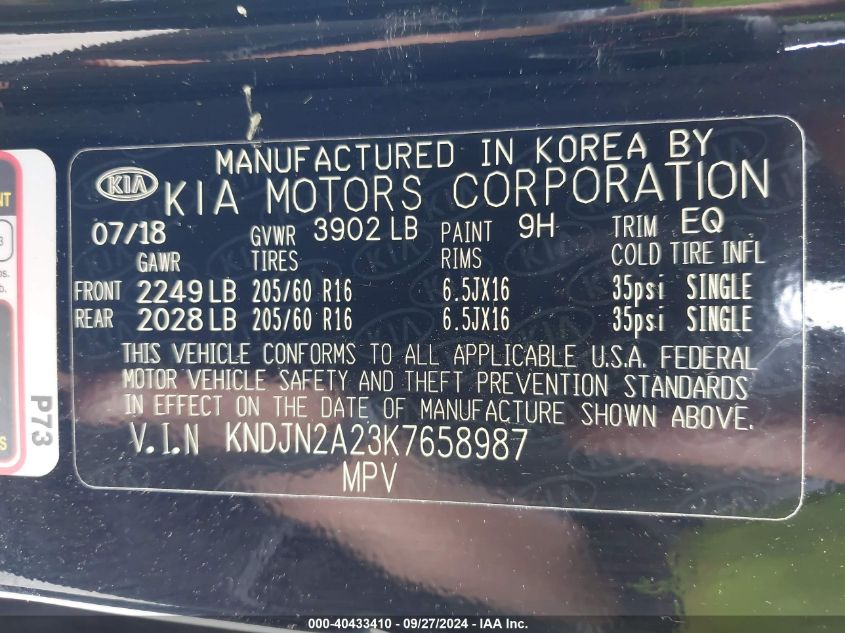 MANUFACTURED IN KOREA BY
KIA KIA MOTORS CORPORATION
07/18 GVWR 3902 LB PAINT 9H TRIM EQ
GAWR TIRES RIMS COLD TIRE INFL
FRONT 2249 LB 205/60 R16 6.5JX16 35psi SINGLE
REAR 2028 LB 205/60 R16 6.5JX16 35psi SINGLE
THIS VEHICLE CONFORMS TO ALL APPLICABLE U.S.A. FEDERAL
MOTOR VEHICLE SAFETY AND THEFT PREVENTION STANDARDS
IN EFFECT ON THE DATE OF MANUFACTURE SHOWN ABOVE.
V.I.N KNDJN2A23K7658987
MPV
P73
000-40433410 - 09/27/2024 - IAA Inc.